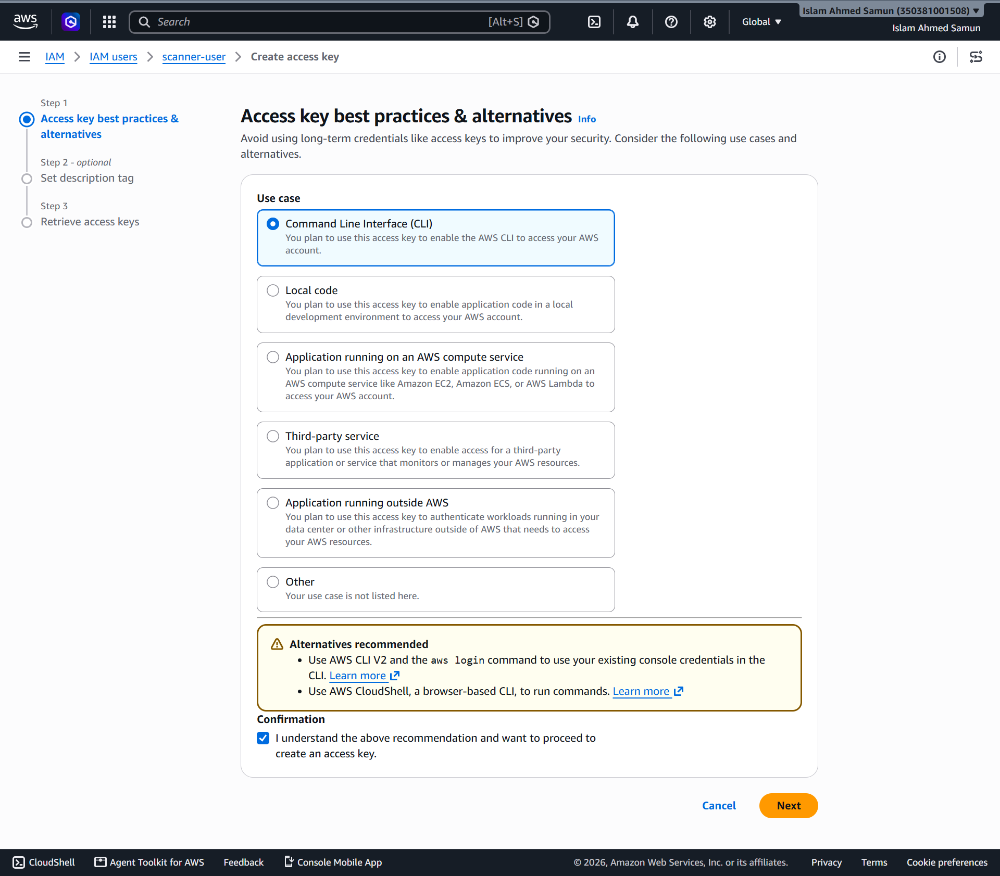 aws
Search
[Alt+S]
Global
Islam Ahmed Samun (350381001508)
Islam Ahmed Samun
IAM
IAM users
scanner-user
Create access key
Step 1
Access key best practices &
alternatives
Step 2 - optional
Set description tag
Step 3
Retrieve access keys
Access key best practices & alternatives Info
Avoid using long-term credentials like access keys to improve your security. Consider the following use cases and
alternatives.
Use case
Command Line Interface (CLI)
You plan to use this access key to enable the AWS CLI to access your AWS
account.
Local code
You plan to use this access key to enable application code in a local
development environment to access your AWS account.
Application running on an AWS compute service
You plan to use this access key to enable application code running on an
AWS compute service like Amazon EC2, Amazon ECS, or AWS Lambda to
access your AWS account.
Third-party service
You plan to use this access key to enable access for a third-party
application or service that monitors or manages your AWS resources.
Application running outside AWS
You plan to use this access key to authenticate workloads running in your
data center or other infrastructure outside of AWS that needs to access
your AWS resources.
Other
Your use case is not listed here.
Alternatives recommended
• Use AWS CLI V2 and the aws login command to use your existing console credentials in the
CLI. Learn more
• Use AWS CloudShell, a browser-based CLI, to run commands. Learn more
Confirmation
I understand the above recommendation and want to proceed to
create an access key.
Cancel
Next
CloudShell
Agent Toolkit for AWS
Feedback
Console Mobile App
© 2026, Amazon Web Services, Inc. or its affiliates.
Privacy
Terms
Cookie preferences